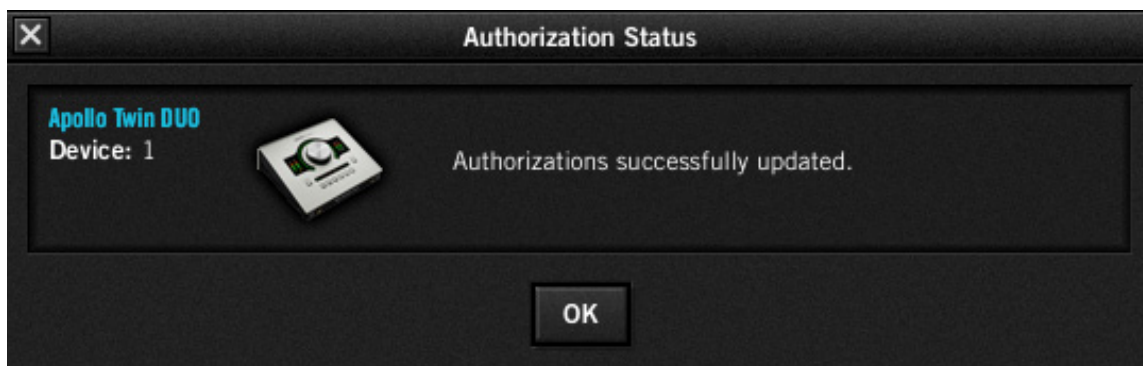 Authorization Status
Apollo Twin DUO
Device: 1
Authorizations successfully updated.
OK